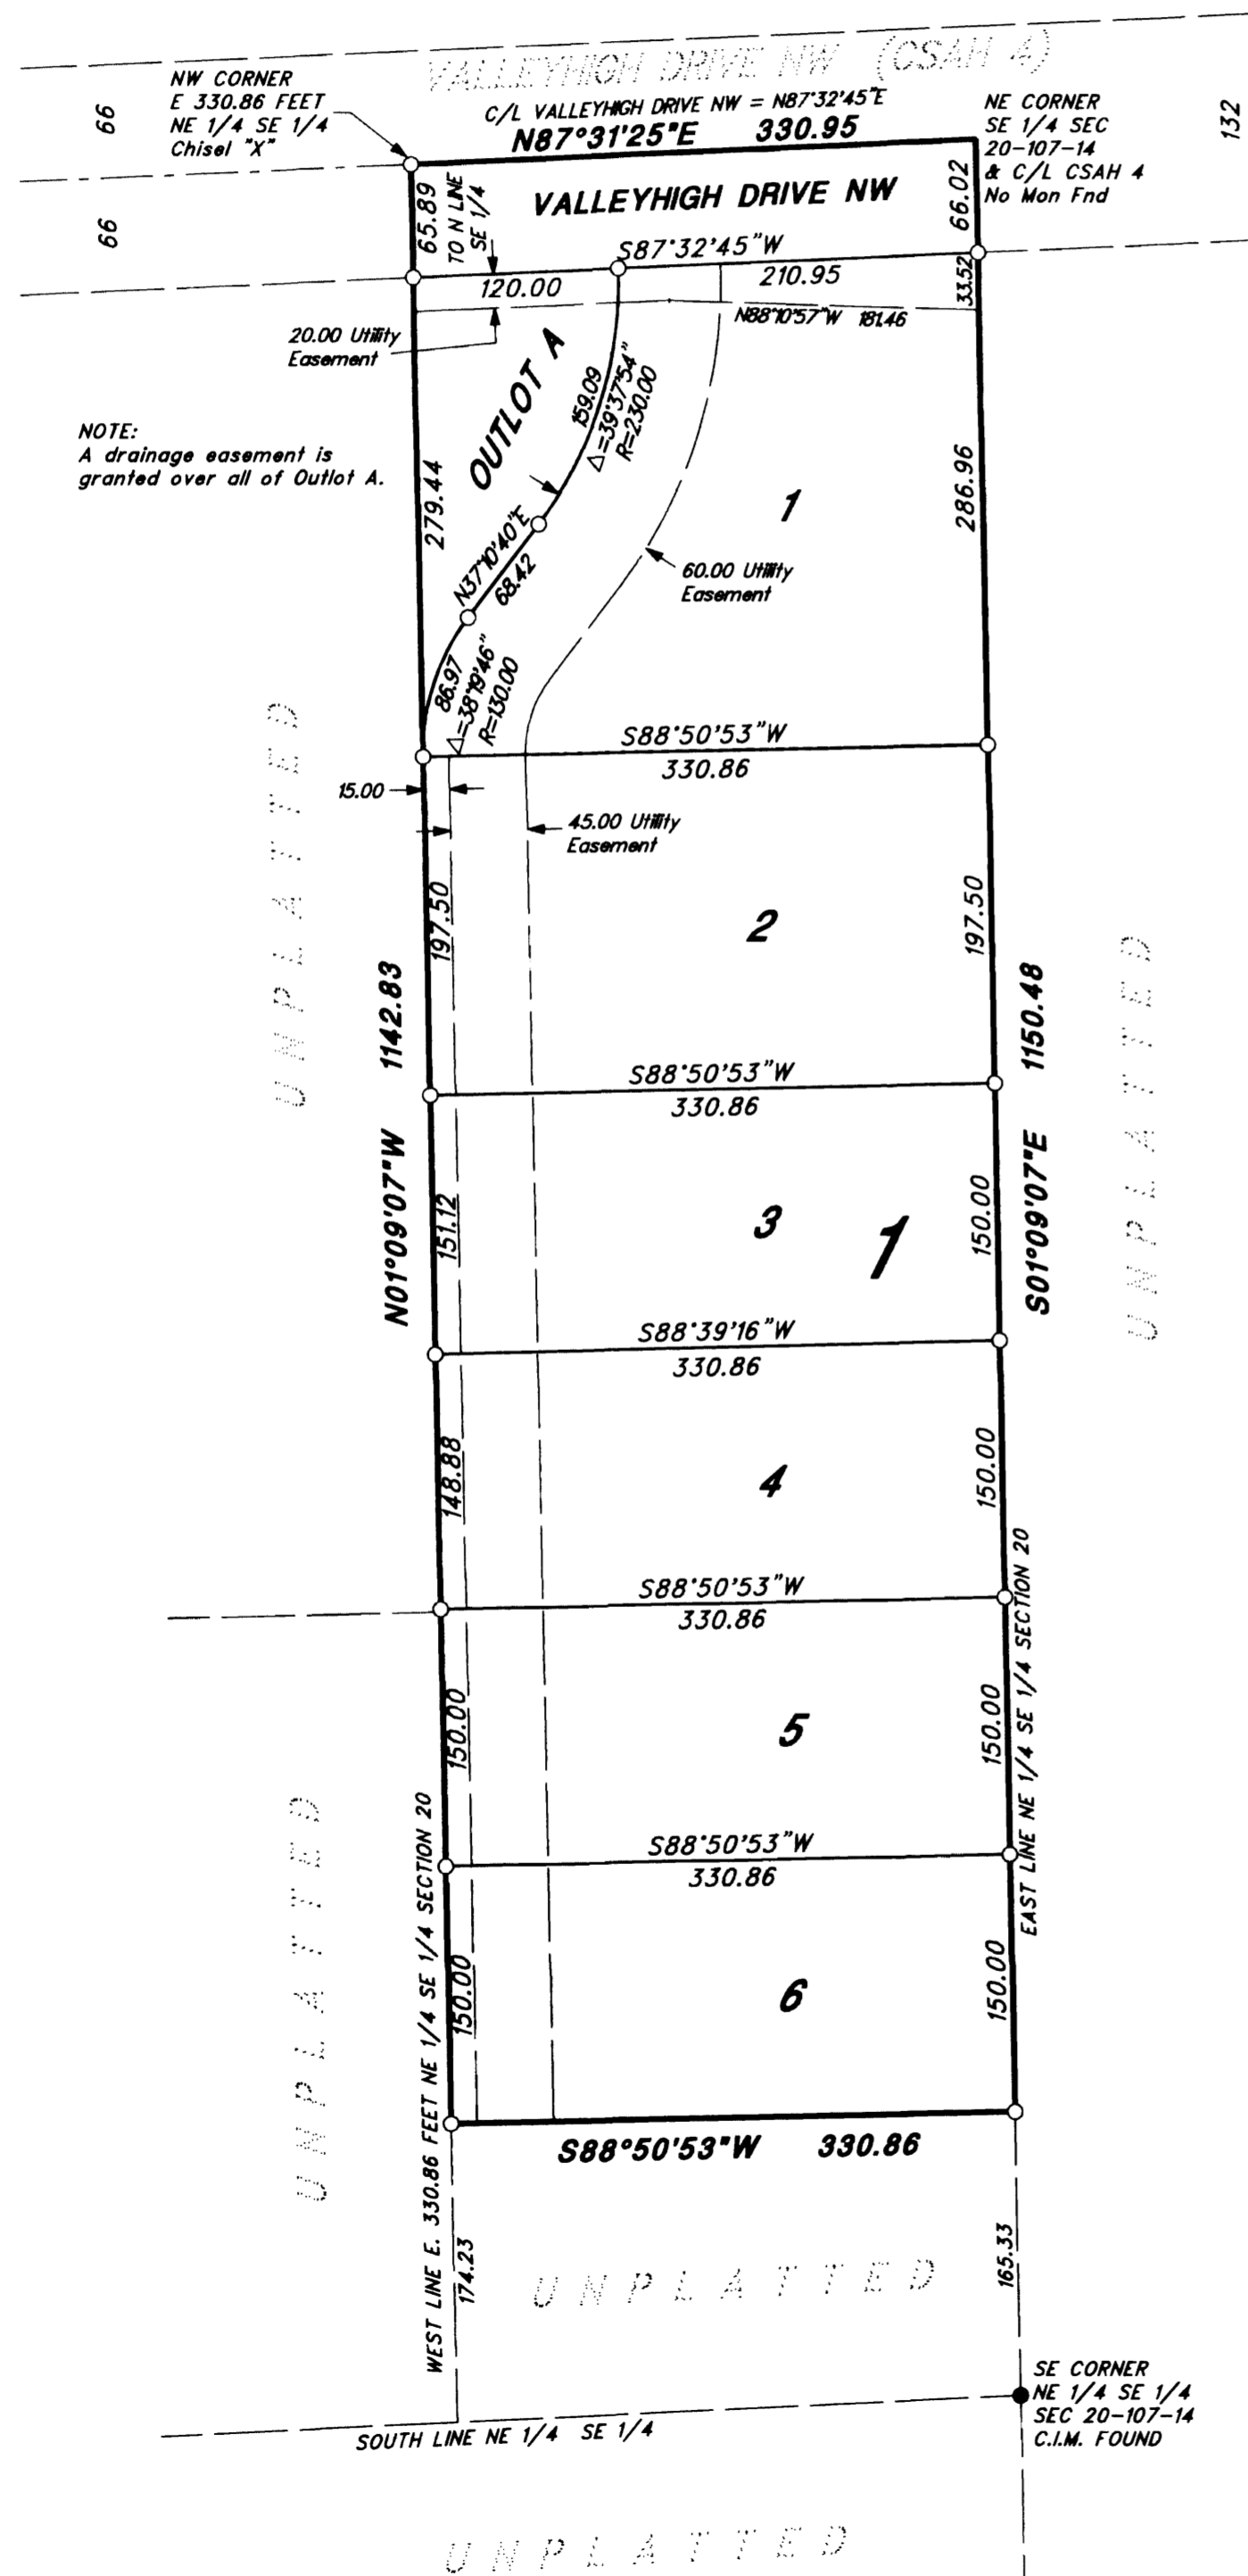 VALLEYHIGH DRIVE NW (CSAH 4)
66
NW CORNER
E 330.86 FEET
NE 1/4 SE 1/4
Chisel "X"
C/L VALLEYHIGH DRIVE NW = N87°32'45"E
N87°31'25"E 330.95
NE CORNER
SE 1/4 SEC
20-107-14
& C/L CSAH 4
No Mon Fnd
132
66
65.89
TO N LINE
SE 1/4
VALLEYHIGH DRIVE NW
66.02
S87°32'45"W
120.00
210.95
33.52
N88°10'57"W 181.46
20.00 Utility
Easement
OUTLOT A
159.09
△=39°37'54"
R=230.00
NOTE:
A drainage easement is
granted over all of Outlot A.
279.44
1
286.96
N37°10'40"E
68.42
60.00 Utility
Easement
86.97
△=38°19'46"
R=130.00
S88°50'53"W
330.86
15.00
45.00 Utility
Easement
UNPLATTED
197.50
2
197.50
1142.83
1150.48
UNPLATTED
S88°50'53"W
330.86
N01°09'07"W
151.12
3
1
150.00
S01°09'07"E
S88°39'16"W
330.86
148.88
4
150.00
S88°50'53"W
330.86
150.00
5
150.00
EAST LINE NE 1/4 SE 1/4 SECTION 20
S88°50'53"W
330.86
UNPLATTED
WEST LINE E. 330.86 FEET NE 1/4 SE 1/4 SECTION 20
150.00
6
150.00
S88°50'53"W 330.86
174.23
165.33
UNPLATTED
SE CORNER
NE 1/4 SE 1/4
SEC 20-107-14
C.I.M. FOUND
SOUTH LINE NE 1/4 SE 1/4
UNPLATTED